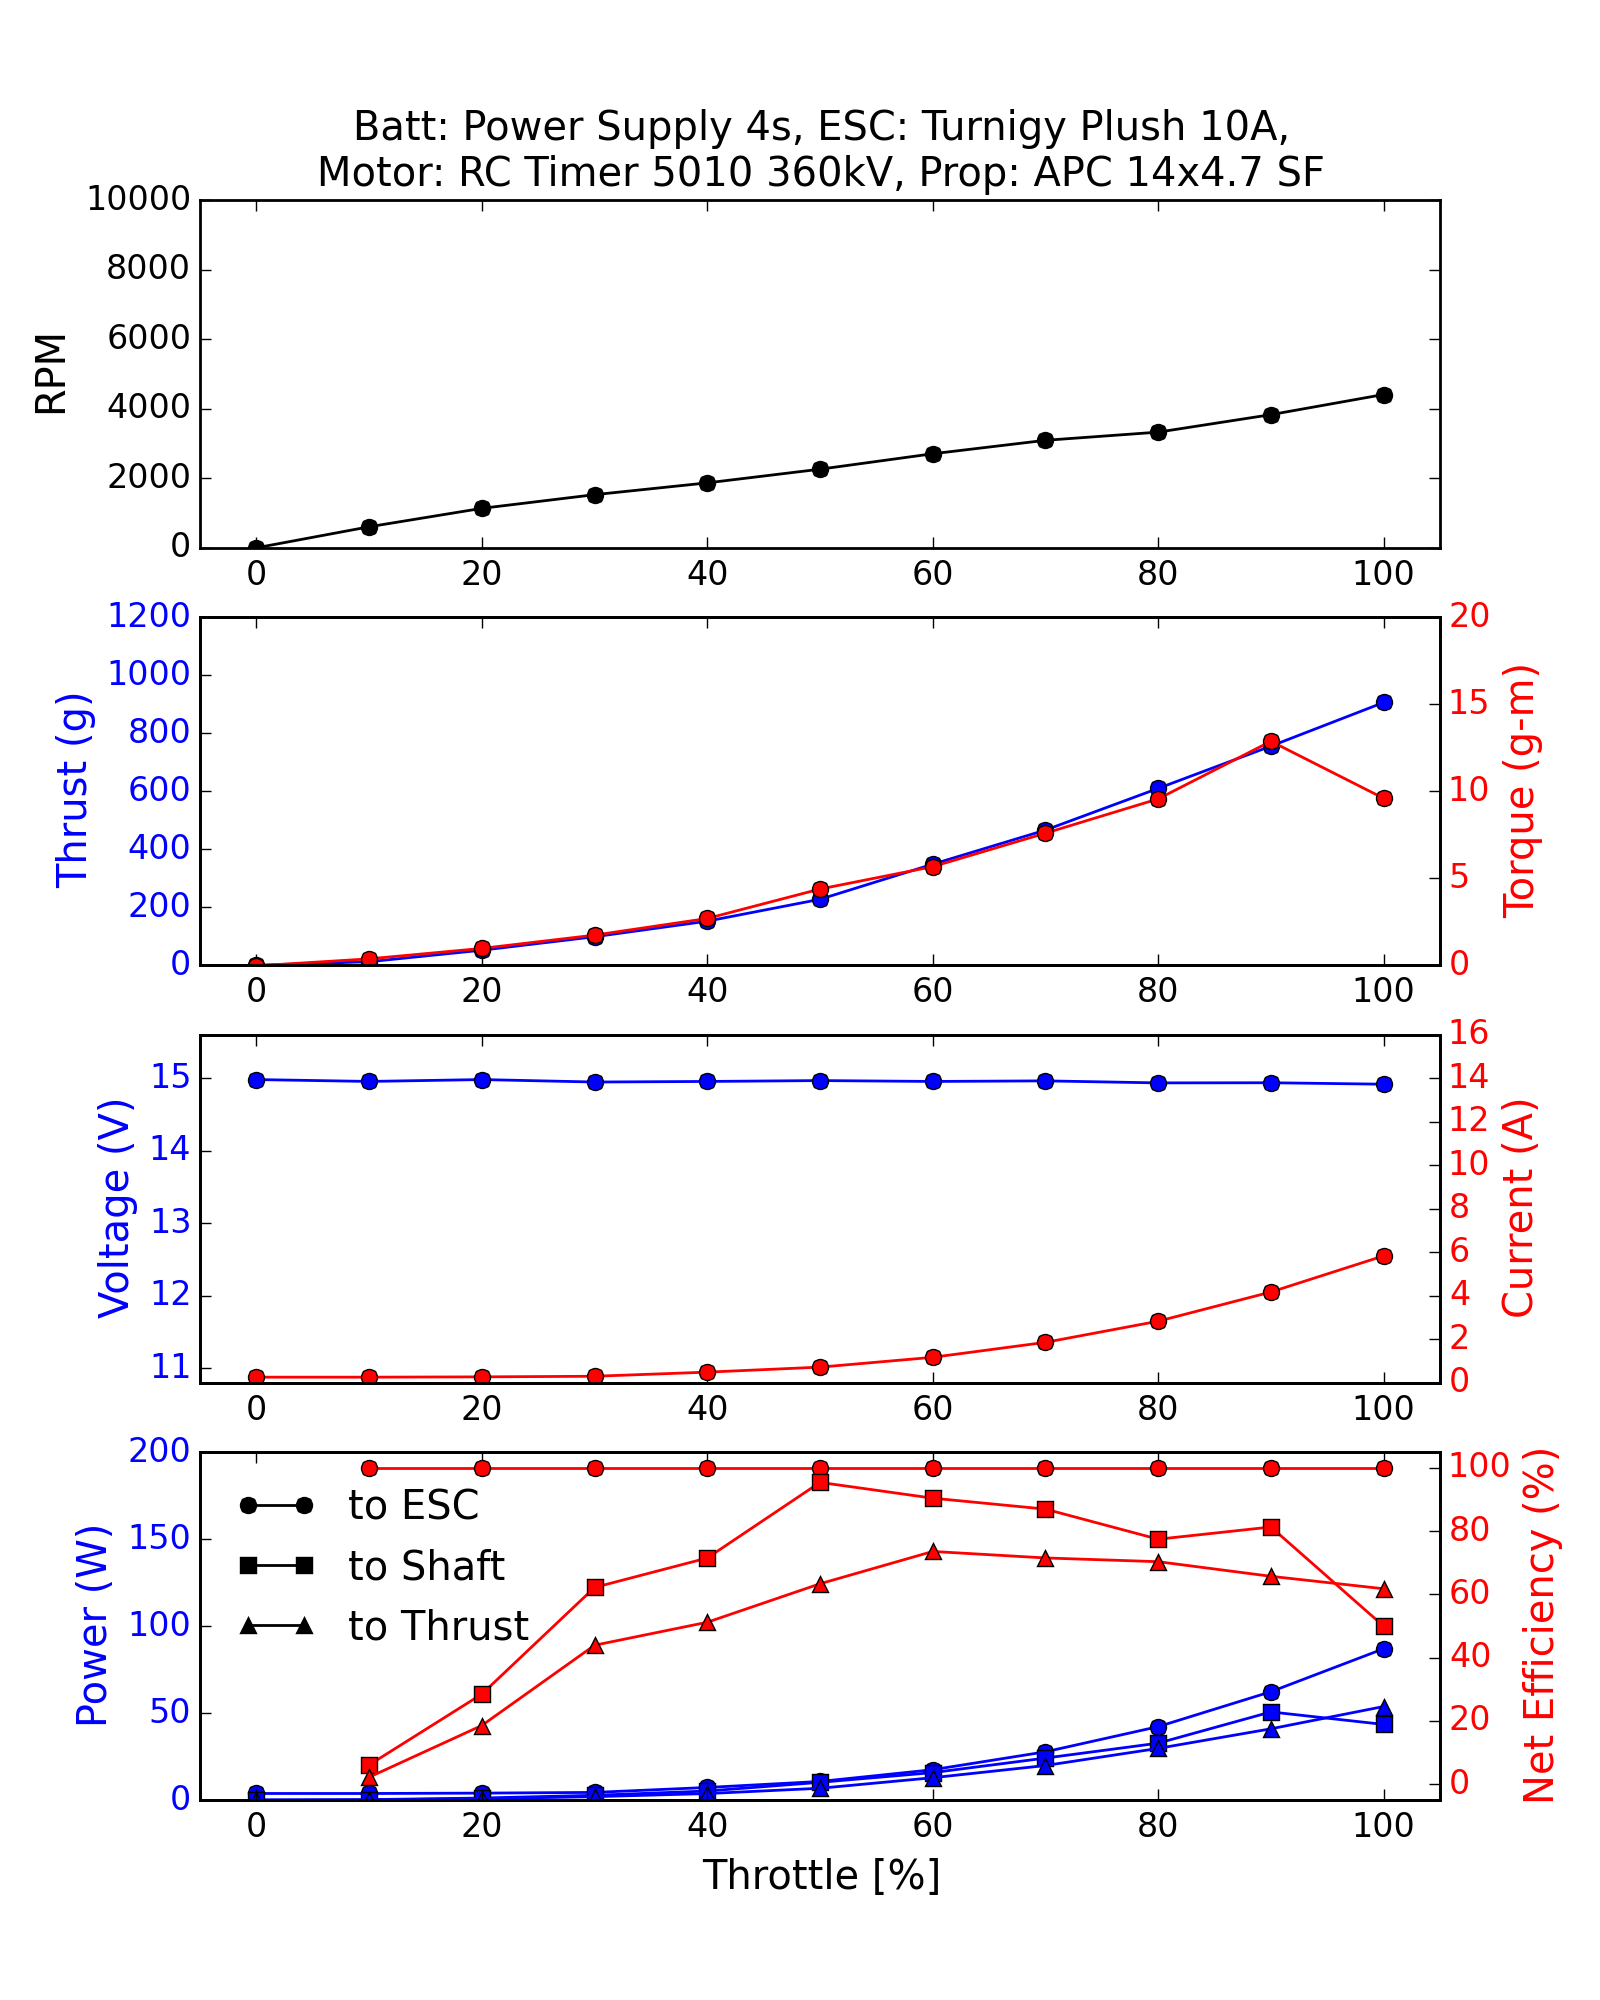 Batt: Power Supply 4s, ESC: Turnigy Plush 10A,
Motor: RC Timer 5010 360kV, Prop: APC 14x4.7 SF
10000
8000
6000
4000
2000
0
RPM
0 20 40 60 80 100
1200
1000
800
600
400
200
0
Thrust (g)
20
15
10
5
0
Torque (g-m)
0 20 40 60 80 100
15
14
13
12
11
Voltage (V)
16
14
12
10
8
6
4
2
0
Current (A)
0 20 40 60 80 100
200
150
100
50
0
Power (W)
to ESC
to Shaft
to Thrust
100
80
60
40
20
0
Net Efficiency (%)
0 20 40 60 80 100
Throttle [%]